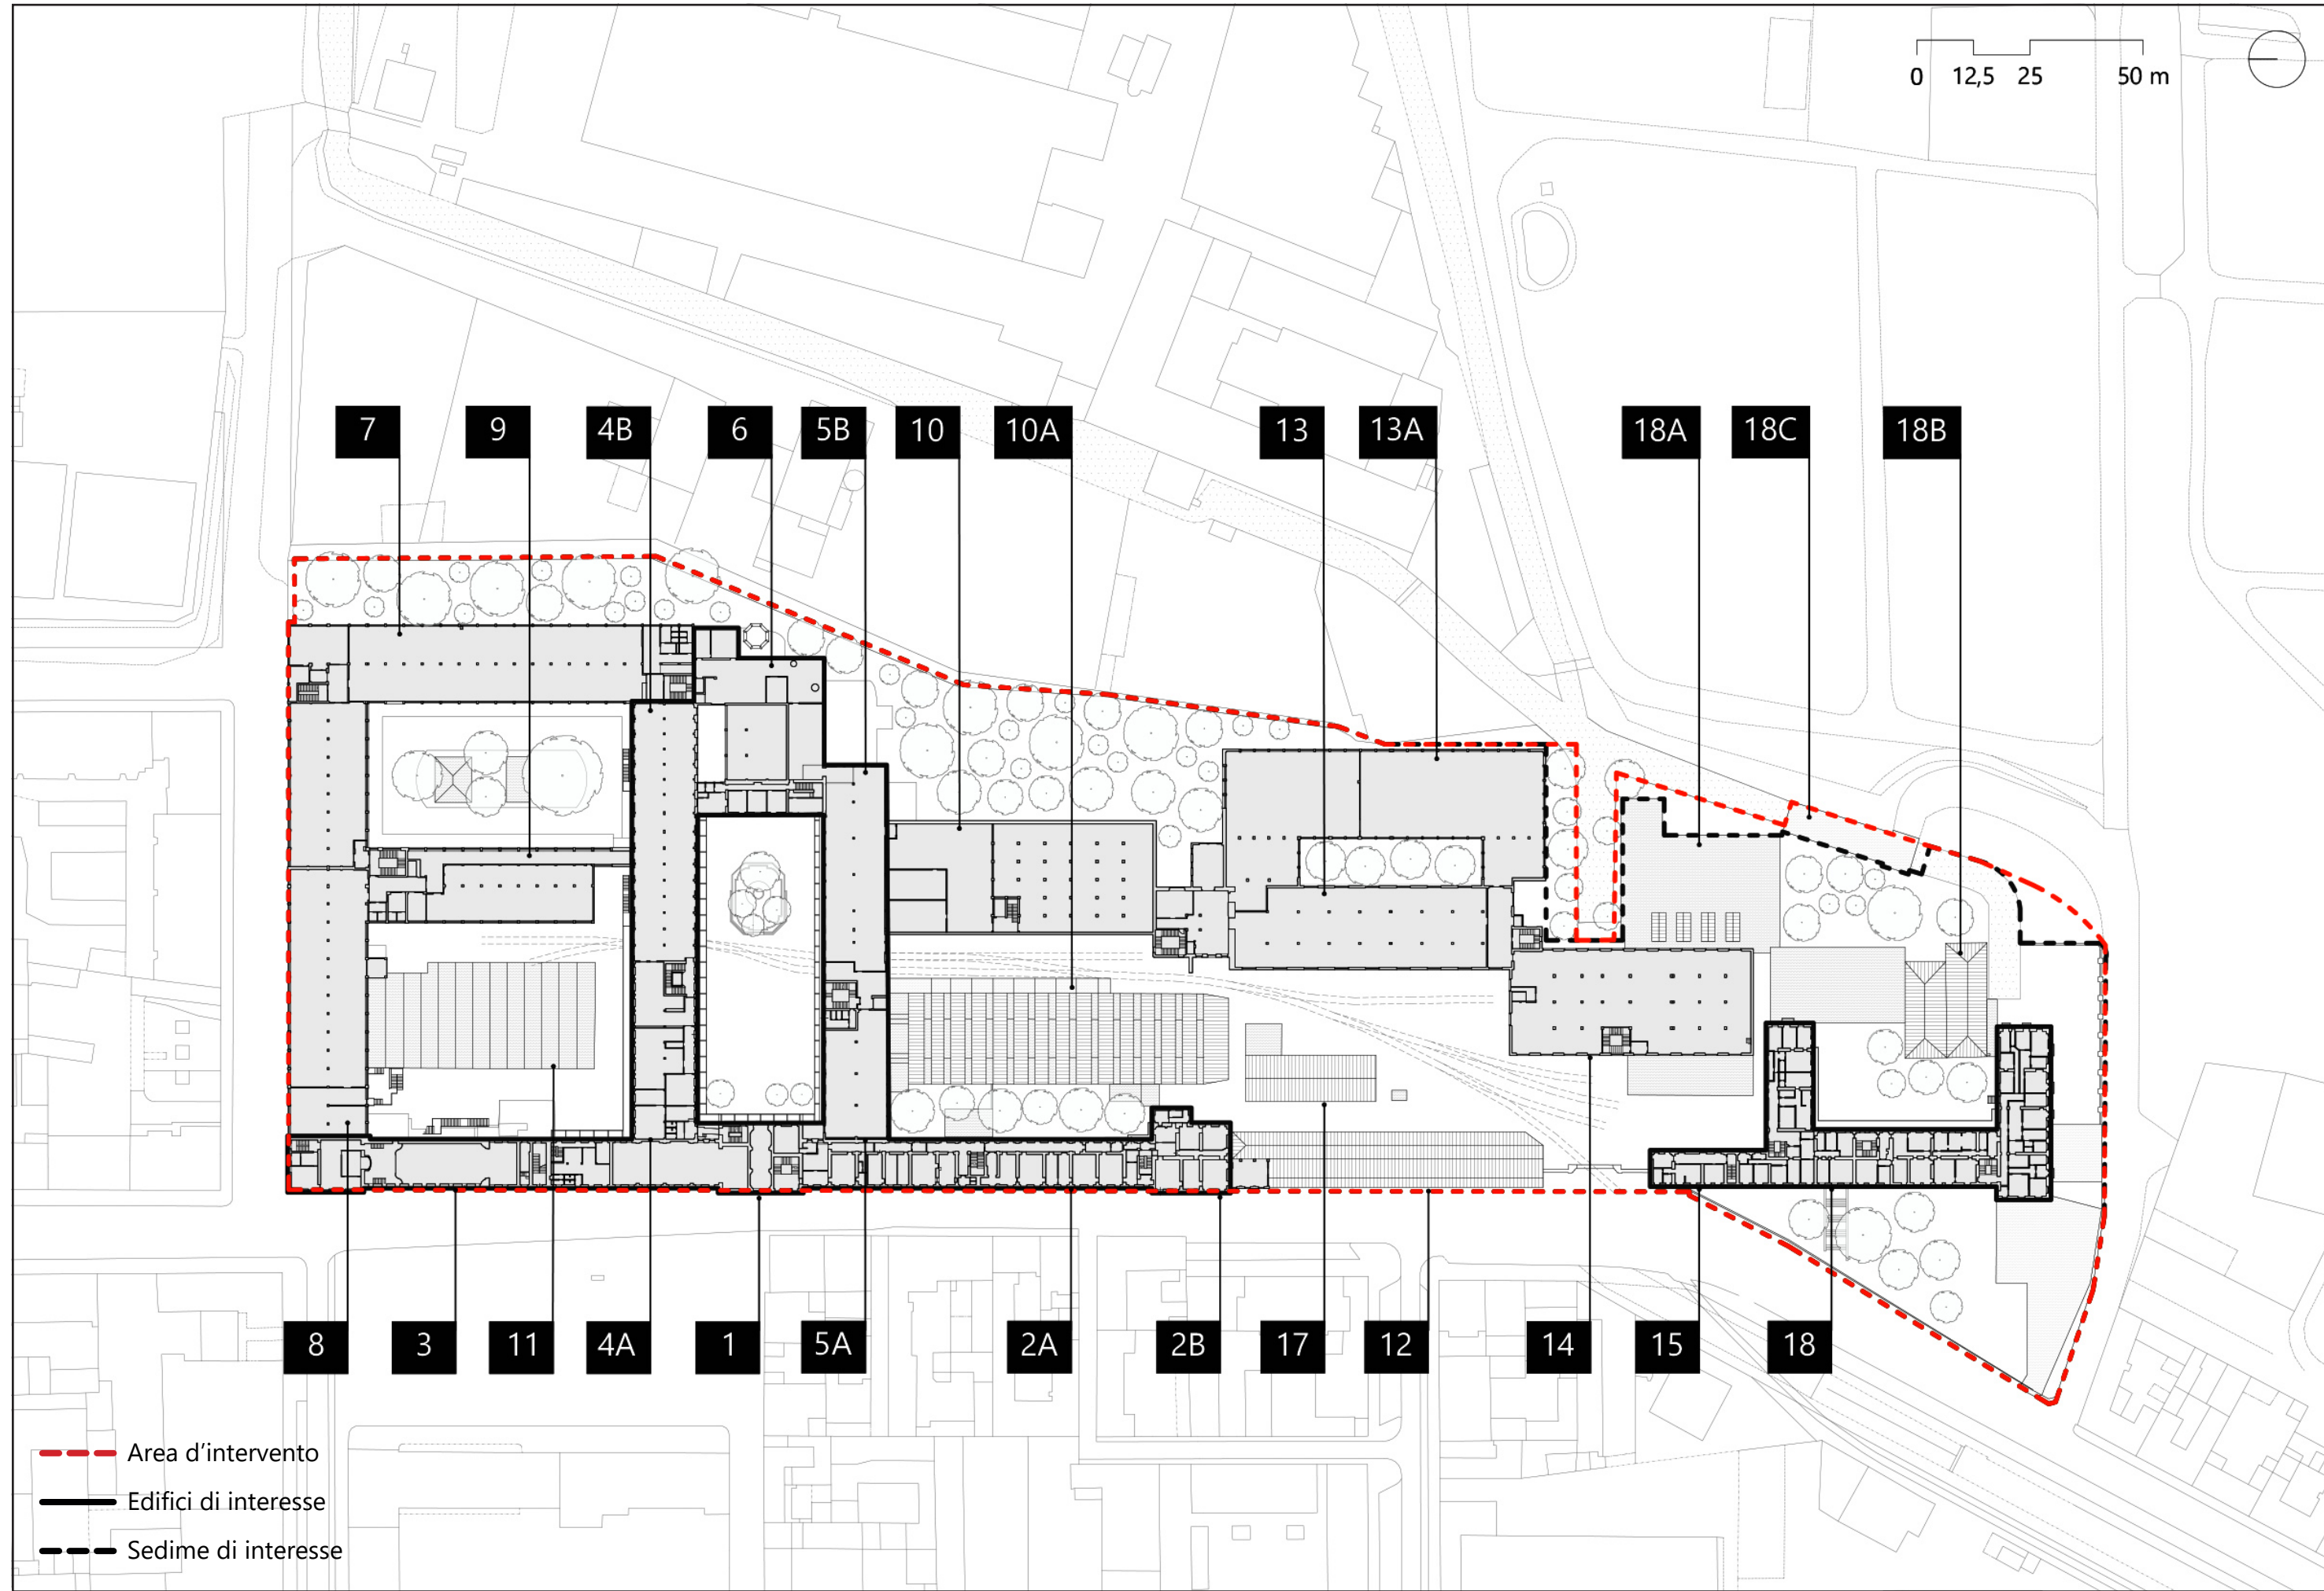 0 12,5 25 50 m
7 9 4B 6 5B 10 10A 13 13A 18A 18C 18B
8 3 11 4A 1 5A 2A 2B 17 12 14 15 18
Area d’intervento
Edifici di interesse
Sedime di interesse